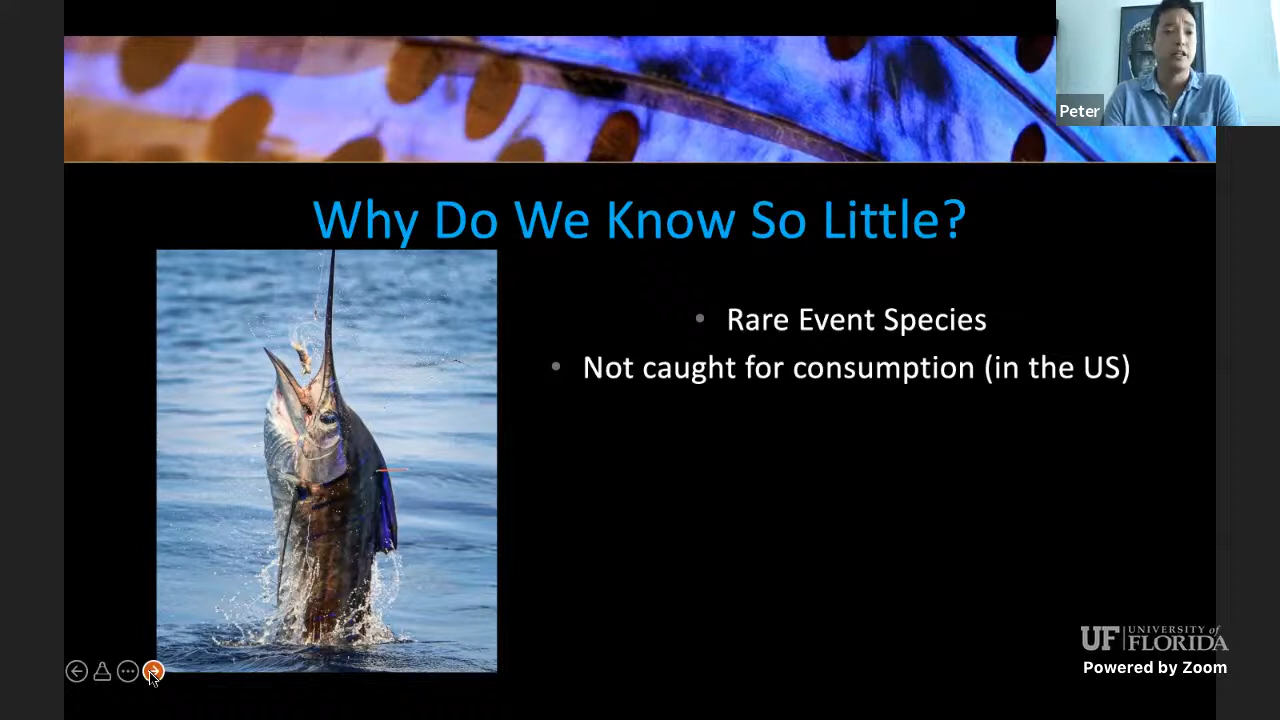 Peter
Why Do We Know So Little?
• Rare Event Species
• Not caught for consumption (in the US)
UF UNIVERSITY of
FLORIDA
Powered by Zoom